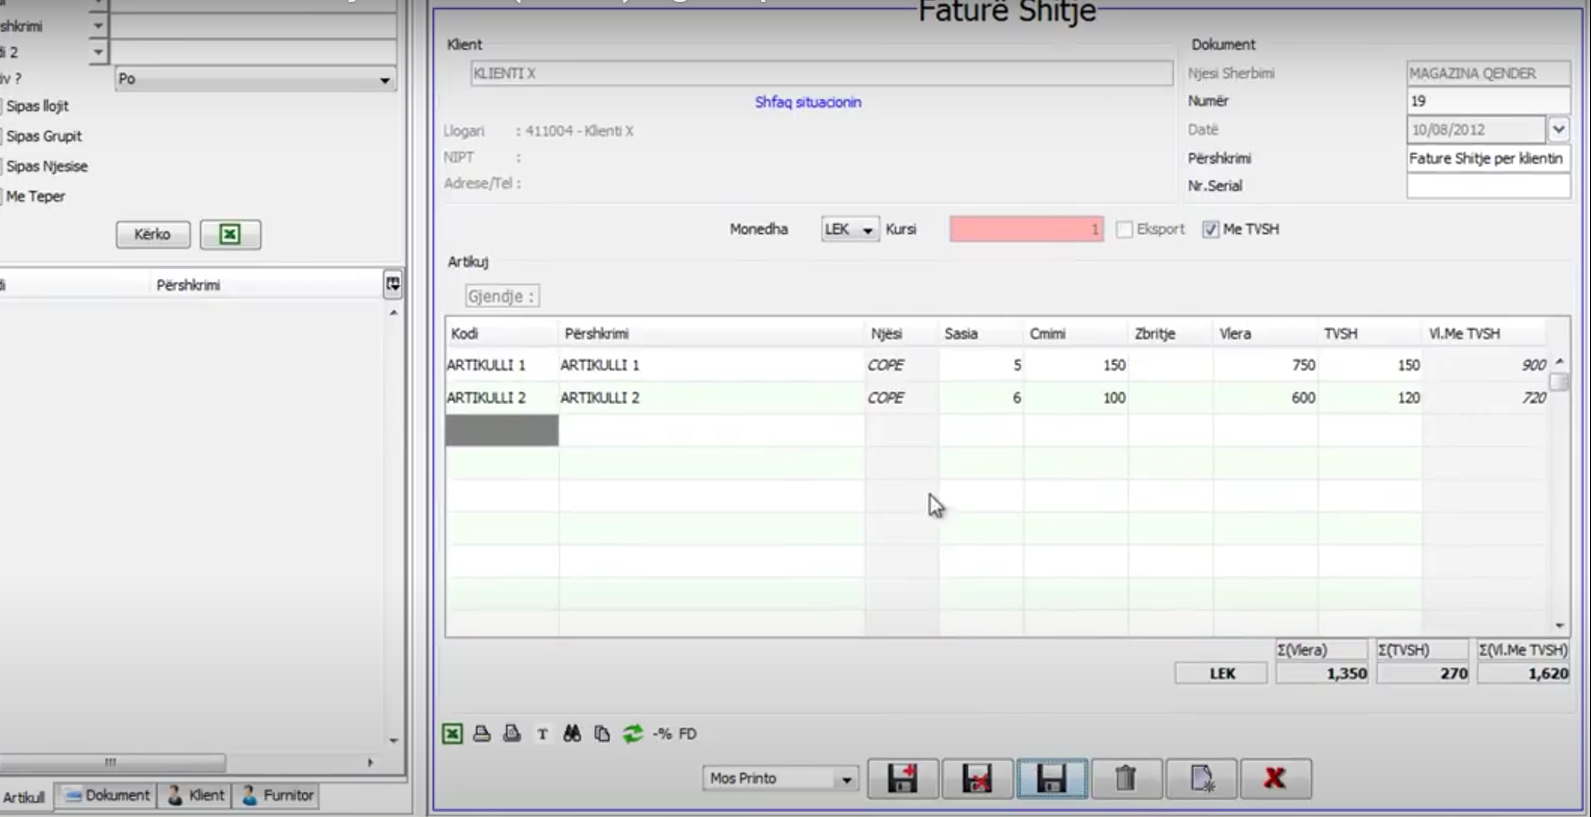 shkrimi
di 2
iv ?
Po
Sipas llojit
Sipas Grupit
Sipas Njesise
Me Teper
Kërko
di
Përshkrimi
Artikull
Dokument
Klient
Furnitor
Faturë Shitje
Klient
KLIENTI X
Shfaq situacionin
Llogari : 411004 - Klienti X
NIPT :
Adrese/Tel :
Dokument
Njesi Sherbimi MAGAZINA QENDER
Numër 19
Datë 10/08/2012
Përshkrimi Fature Shitje per klientin
Nr.Serial
Monedha LEK Kursi 1 Eksport Me TVSH
Artikuj
Gjendje :
Kodi Përshkrimi Njësi Sasia Cmimi Zbritje Vlera TVSH Vl.Me TVSH
ARTIKULLI 1 ARTIKULLI 1 COPE 5 150 750 150 900
ARTIKULLI 2 ARTIKULLI 2 COPE 6 100 600 120 720
Σ(Vlera) Σ(TVSH) Σ(Vl.Me TVSH)
LEK 1,350 270 1,620
T -% FD
Mos Printo